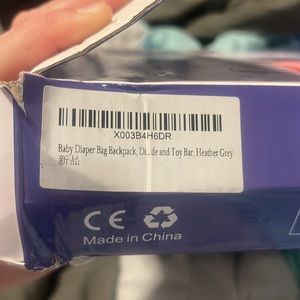 X003B4H6DR
Baby Diaper Bag Backpack, and Toy Bar, Heather Grey
CE
Made in China